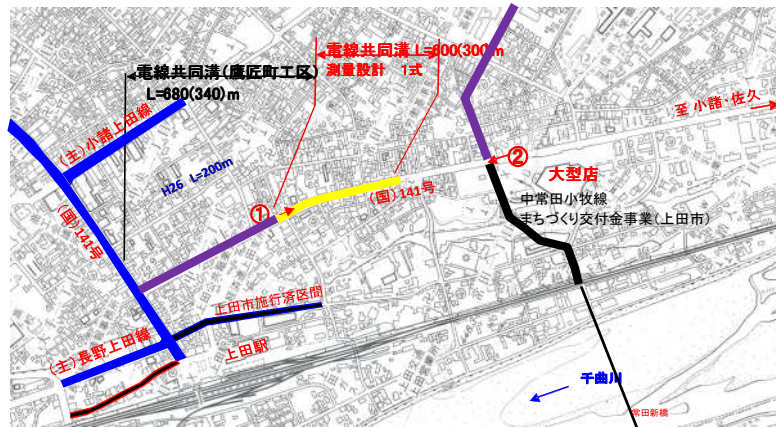 電線共同溝 L=600(300)m
測量設計 1式
電線共同溝(鷹匠町工区)
L=680(340)m
至 小諸・佐久
(主)小諸上田線
H26 L=200m
②
大型店
①
(国)141号
(国)141号
中常田小牧線
まちづくり交付金事業(上田市)
上田市施行済区間
(主)長野上田線
上田駅
千曲川
常田新橋